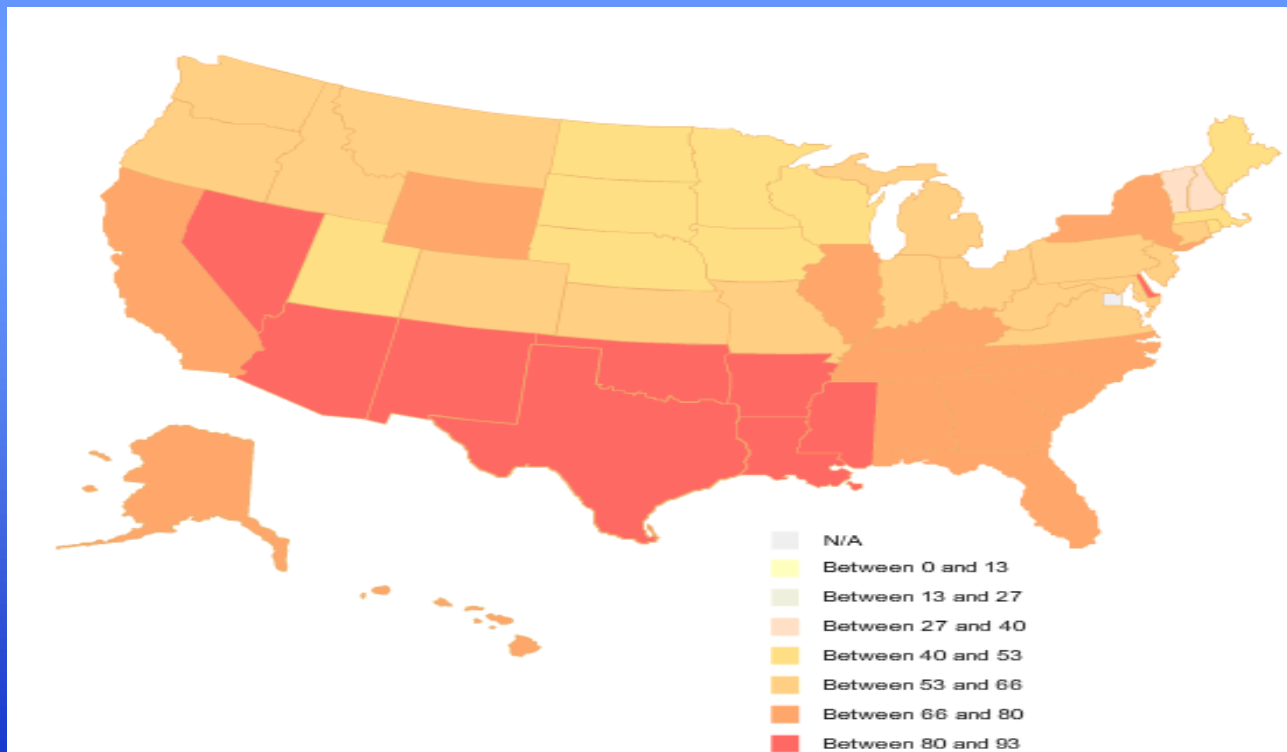 N/A
Between 0 and 13
Between 13 and 27
Between 27 and 40
Between 40 and 53
Between 53 and 66
Between 66 and 80
Between 80 and 93